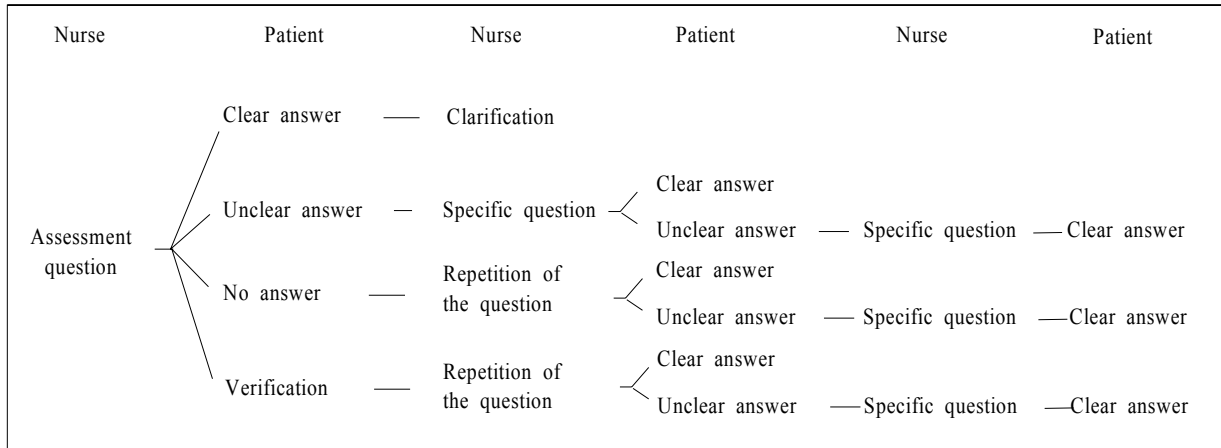 Nurse Patient Nurse Patient Nurse Patient
Clear answer Clarification
Clear answer
Unclear answer Specific question
Unclear answer Specific question Clear answer
Assessment
question
Clear answer
No answer Repetition of
the question
Unclear answer Specific question Clear answer
Clear answer
Verification Repetition of
the question
Unclear answer Specific question Clear answer